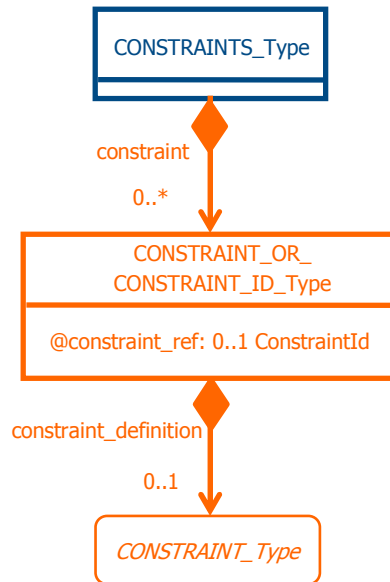 CONSTRAINTS_Type
constraint
0..*
CONSTRAINT_OR_
CONSTRAINT_ID_Type
@constraint_ref: 0..1 ConstraintId
constraint_definition
0..1
CONSTRAINT_Type